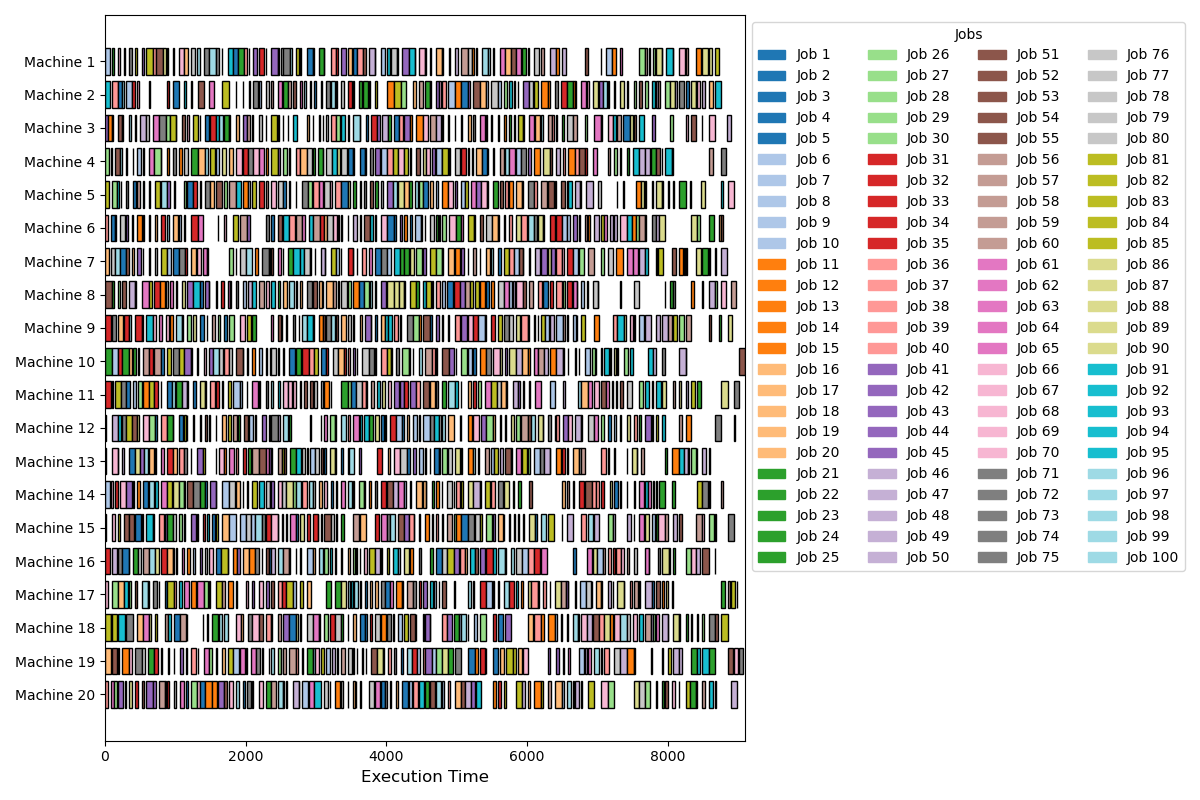 Machine 1
Machine 2
Machine 3
Machine 4
Machine 5
Machine 6
Machine 7
Machine 8
Machine 9
Machine 10
Machine 11
Machine 12
Machine 13
Machine 14
Machine 15
Machine 16
Machine 17
Machine 18
Machine 19
Machine 20
0 2000 4000 6000 8000
Execution Time
Jobs
Job 1 Job 26 Job 51 Job 76
Job 2 Job 27 Job 52 Job 77
Job 3 Job 28 Job 53 Job 78
Job 4 Job 29 Job 54 Job 79
Job 5 Job 30 Job 55 Job 80
Job 6 Job 31 Job 56 Job 81
Job 7 Job 32 Job 57 Job 82
Job 8 Job 33 Job 58 Job 83
Job 9 Job 34 Job 59 Job 84
Job 10 Job 35 Job 60 Job 85
Job 11 Job 36 Job 61 Job 86
Job 12 Job 37 Job 62 Job 87
Job 13 Job 38 Job 63 Job 88
Job 14 Job 39 Job 64 Job 89
Job 15 Job 40 Job 65 Job 90
Job 16 Job 41 Job 66 Job 91
Job 17 Job 42 Job 67 Job 92
Job 18 Job 43 Job 68 Job 93
Job 19 Job 44 Job 69 Job 94
Job 20 Job 45 Job 70 Job 95
Job 21 Job 46 Job 71 Job 96
Job 22 Job 47 Job 72 Job 97
Job 23 Job 48 Job 73 Job 98
Job 24 Job 49 Job 74 Job 99
Job 25 Job 50 Job 75 Job 100